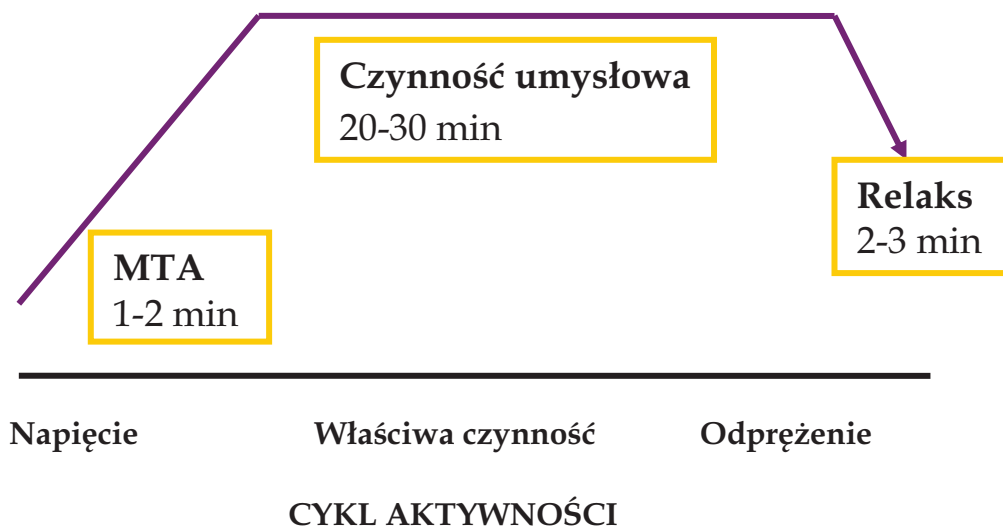 Czynność umysłowa
20-30 min
Relaks
2-3 min
MTA
1-2 min
Napięcie Właściwa czynność Odprężenie
CYKL AKTYWNOŚCI